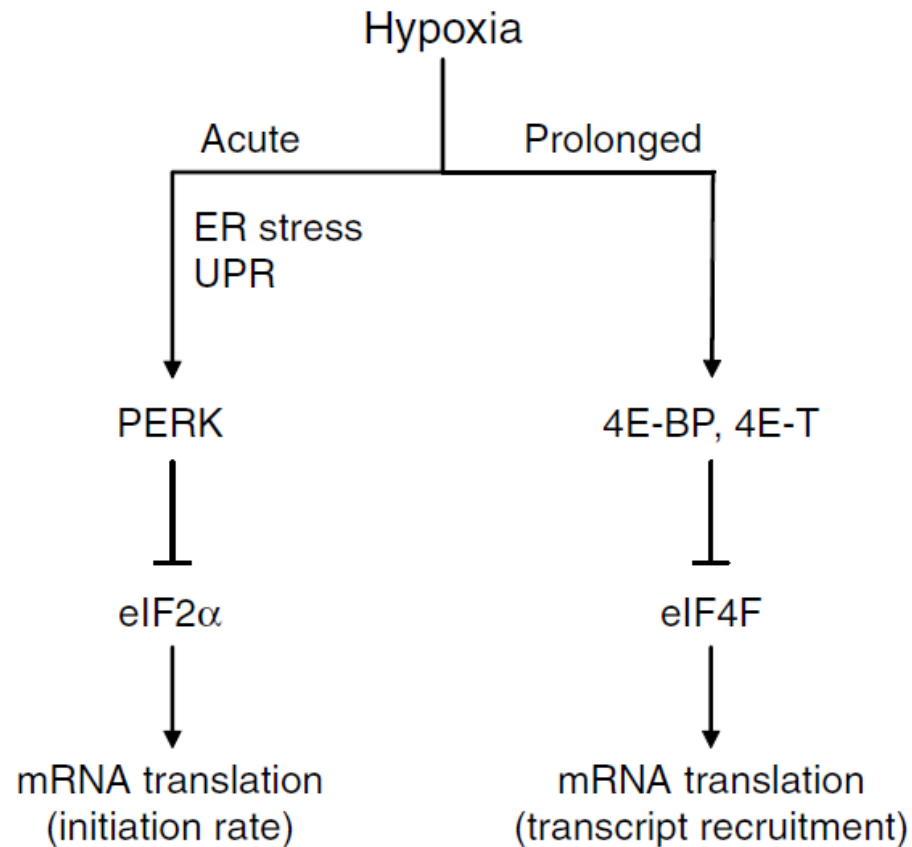 Hypoxia
Acute
Prolonged
ER stress
UPR
PERK
4E-BP, 4E-T
eIF2α
eIF4F
mRNA translation
(initiation rate)
mRNA translation
(transcript recruitment)